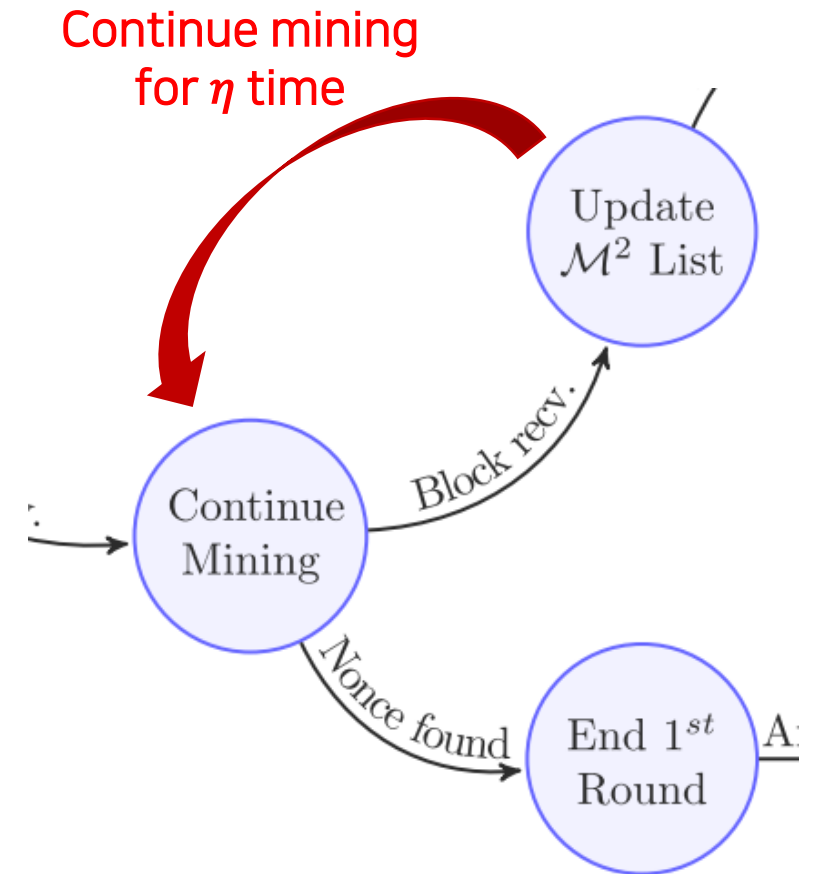 Continue mining
for η time
Update
ℳ² List
Block recv.
Continue
Mining
Nonce found
End 1ˢᵗ
Round